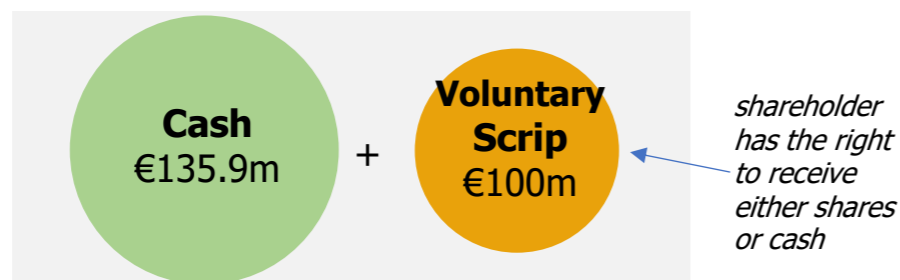 Cash
€135.9m
+
Voluntary
Scrip
€100m
shareholder
has the right
to receive
either shares
or cash